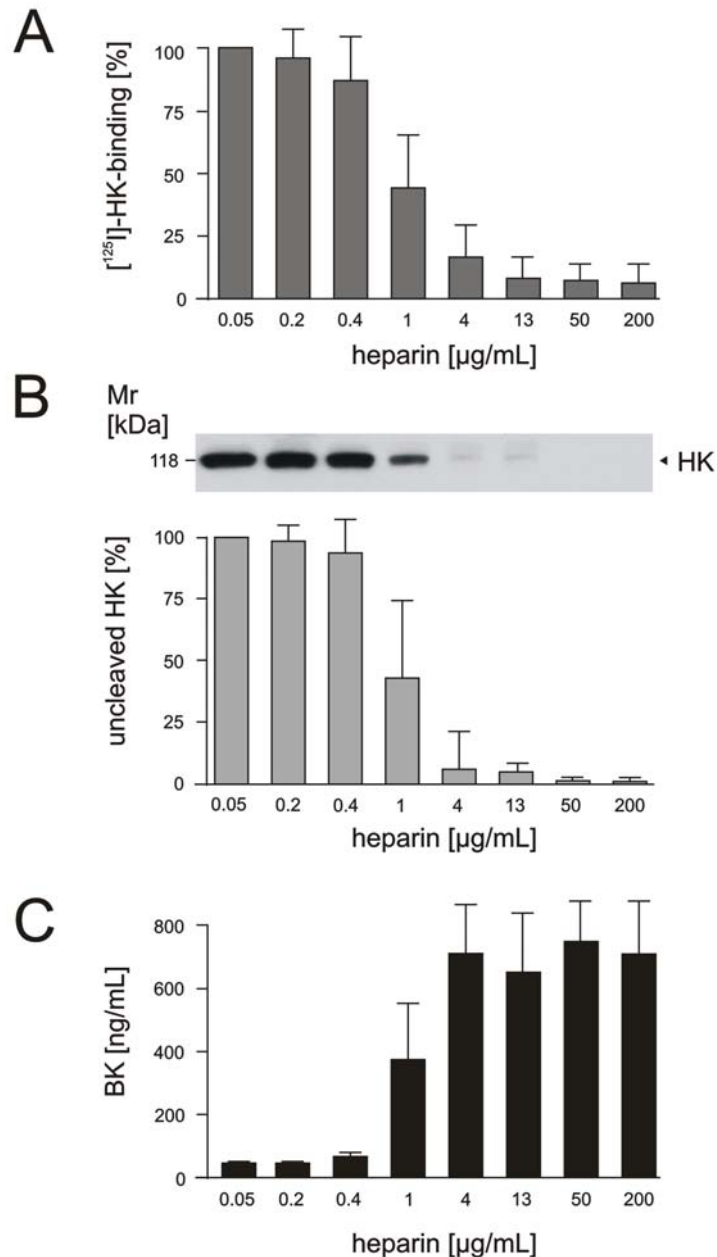 A
[125I]-HK-binding [%]
100
75
50
25
0
0.05 0.2 0.4 1 4 13 50 200
heparin [µg/mL]
B
Mr
[kDa]
118
HK
uncleaved HK [%]
100
75
50
25
0
0.05 0.2 0.4 1 4 13 50 200
heparin [µg/mL]
C
BK [ng/mL]
800
600
400
200
0
0.05 0.2 0.4 1 4 13 50 200
heparin [µg/mL]